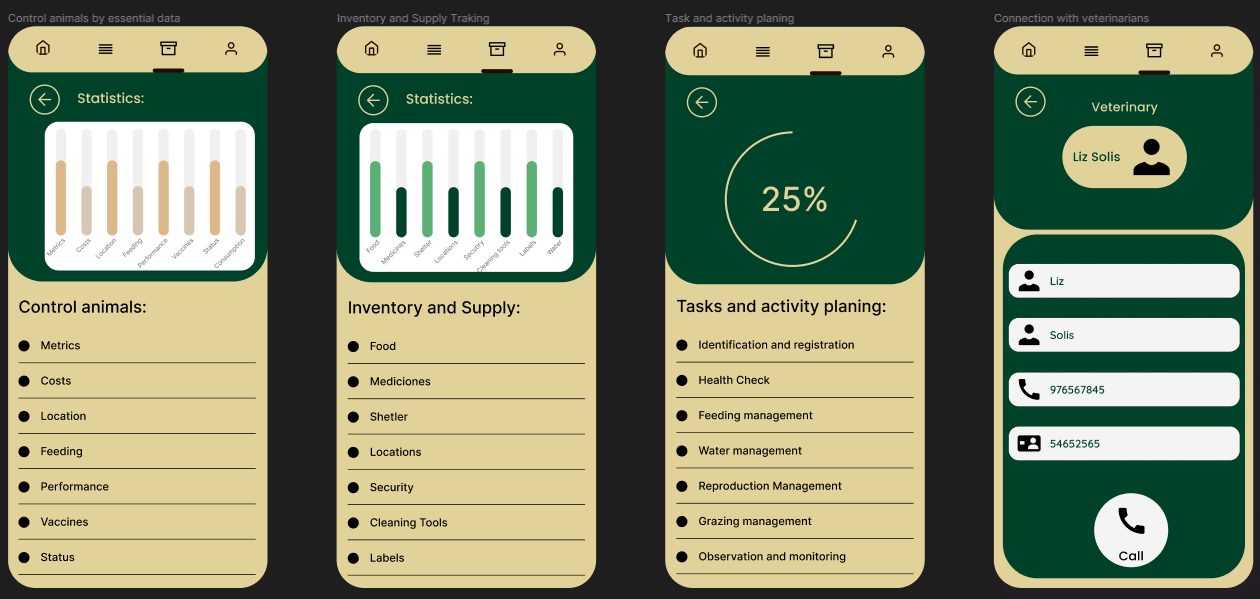 Control animals by essential data
Statistics:
Metrics
Costs
Location
Feeding
Performance
Vaccines
Status
Consumption
Control animals:
Metrics
Costs
Location
Feeding
Performance
Vaccines
Status
Inventory and Supply Traking
Statistics:
Food
Medicines
Shelter
Locations
Secutiry
Cleaning tools
Labels
Water
Inventory and Supply:
Food
Mediciones
Shetler
Locations
Security
Cleaning Tools
Labels
Task and activity planing
25%
Tasks and activity planing:
Identification and registration
Health Check
Feeding management
Water management
Reproduction Management
Grazing management
Observation and monitoring
Connection with veterinarians
Veterinary
Liz Solis
Liz
Solis
976567845
54652565
Call